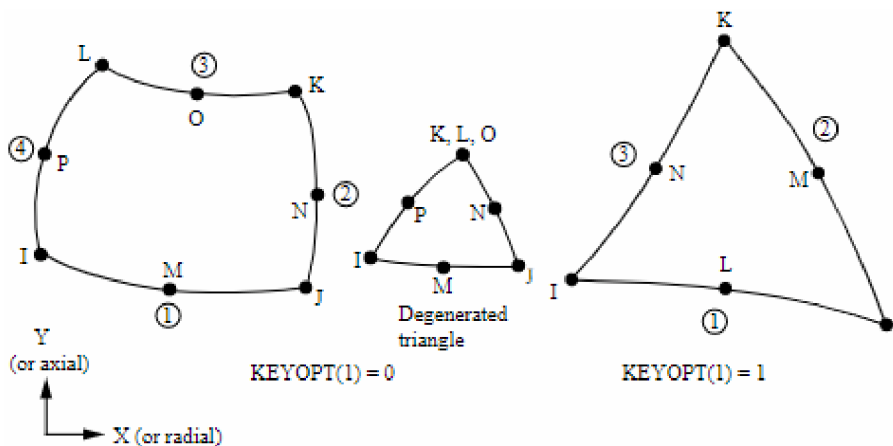 K
L
③
K
O
②
④
K, L, O
③
P
N
M
P
N
②
N
I
M
I
L
I
J
J
①
M
①
Degenerated
triangle
Y
(or axial)
KEYOPT(1) = 0
KEYOPT(1) = 1
X (or radial)